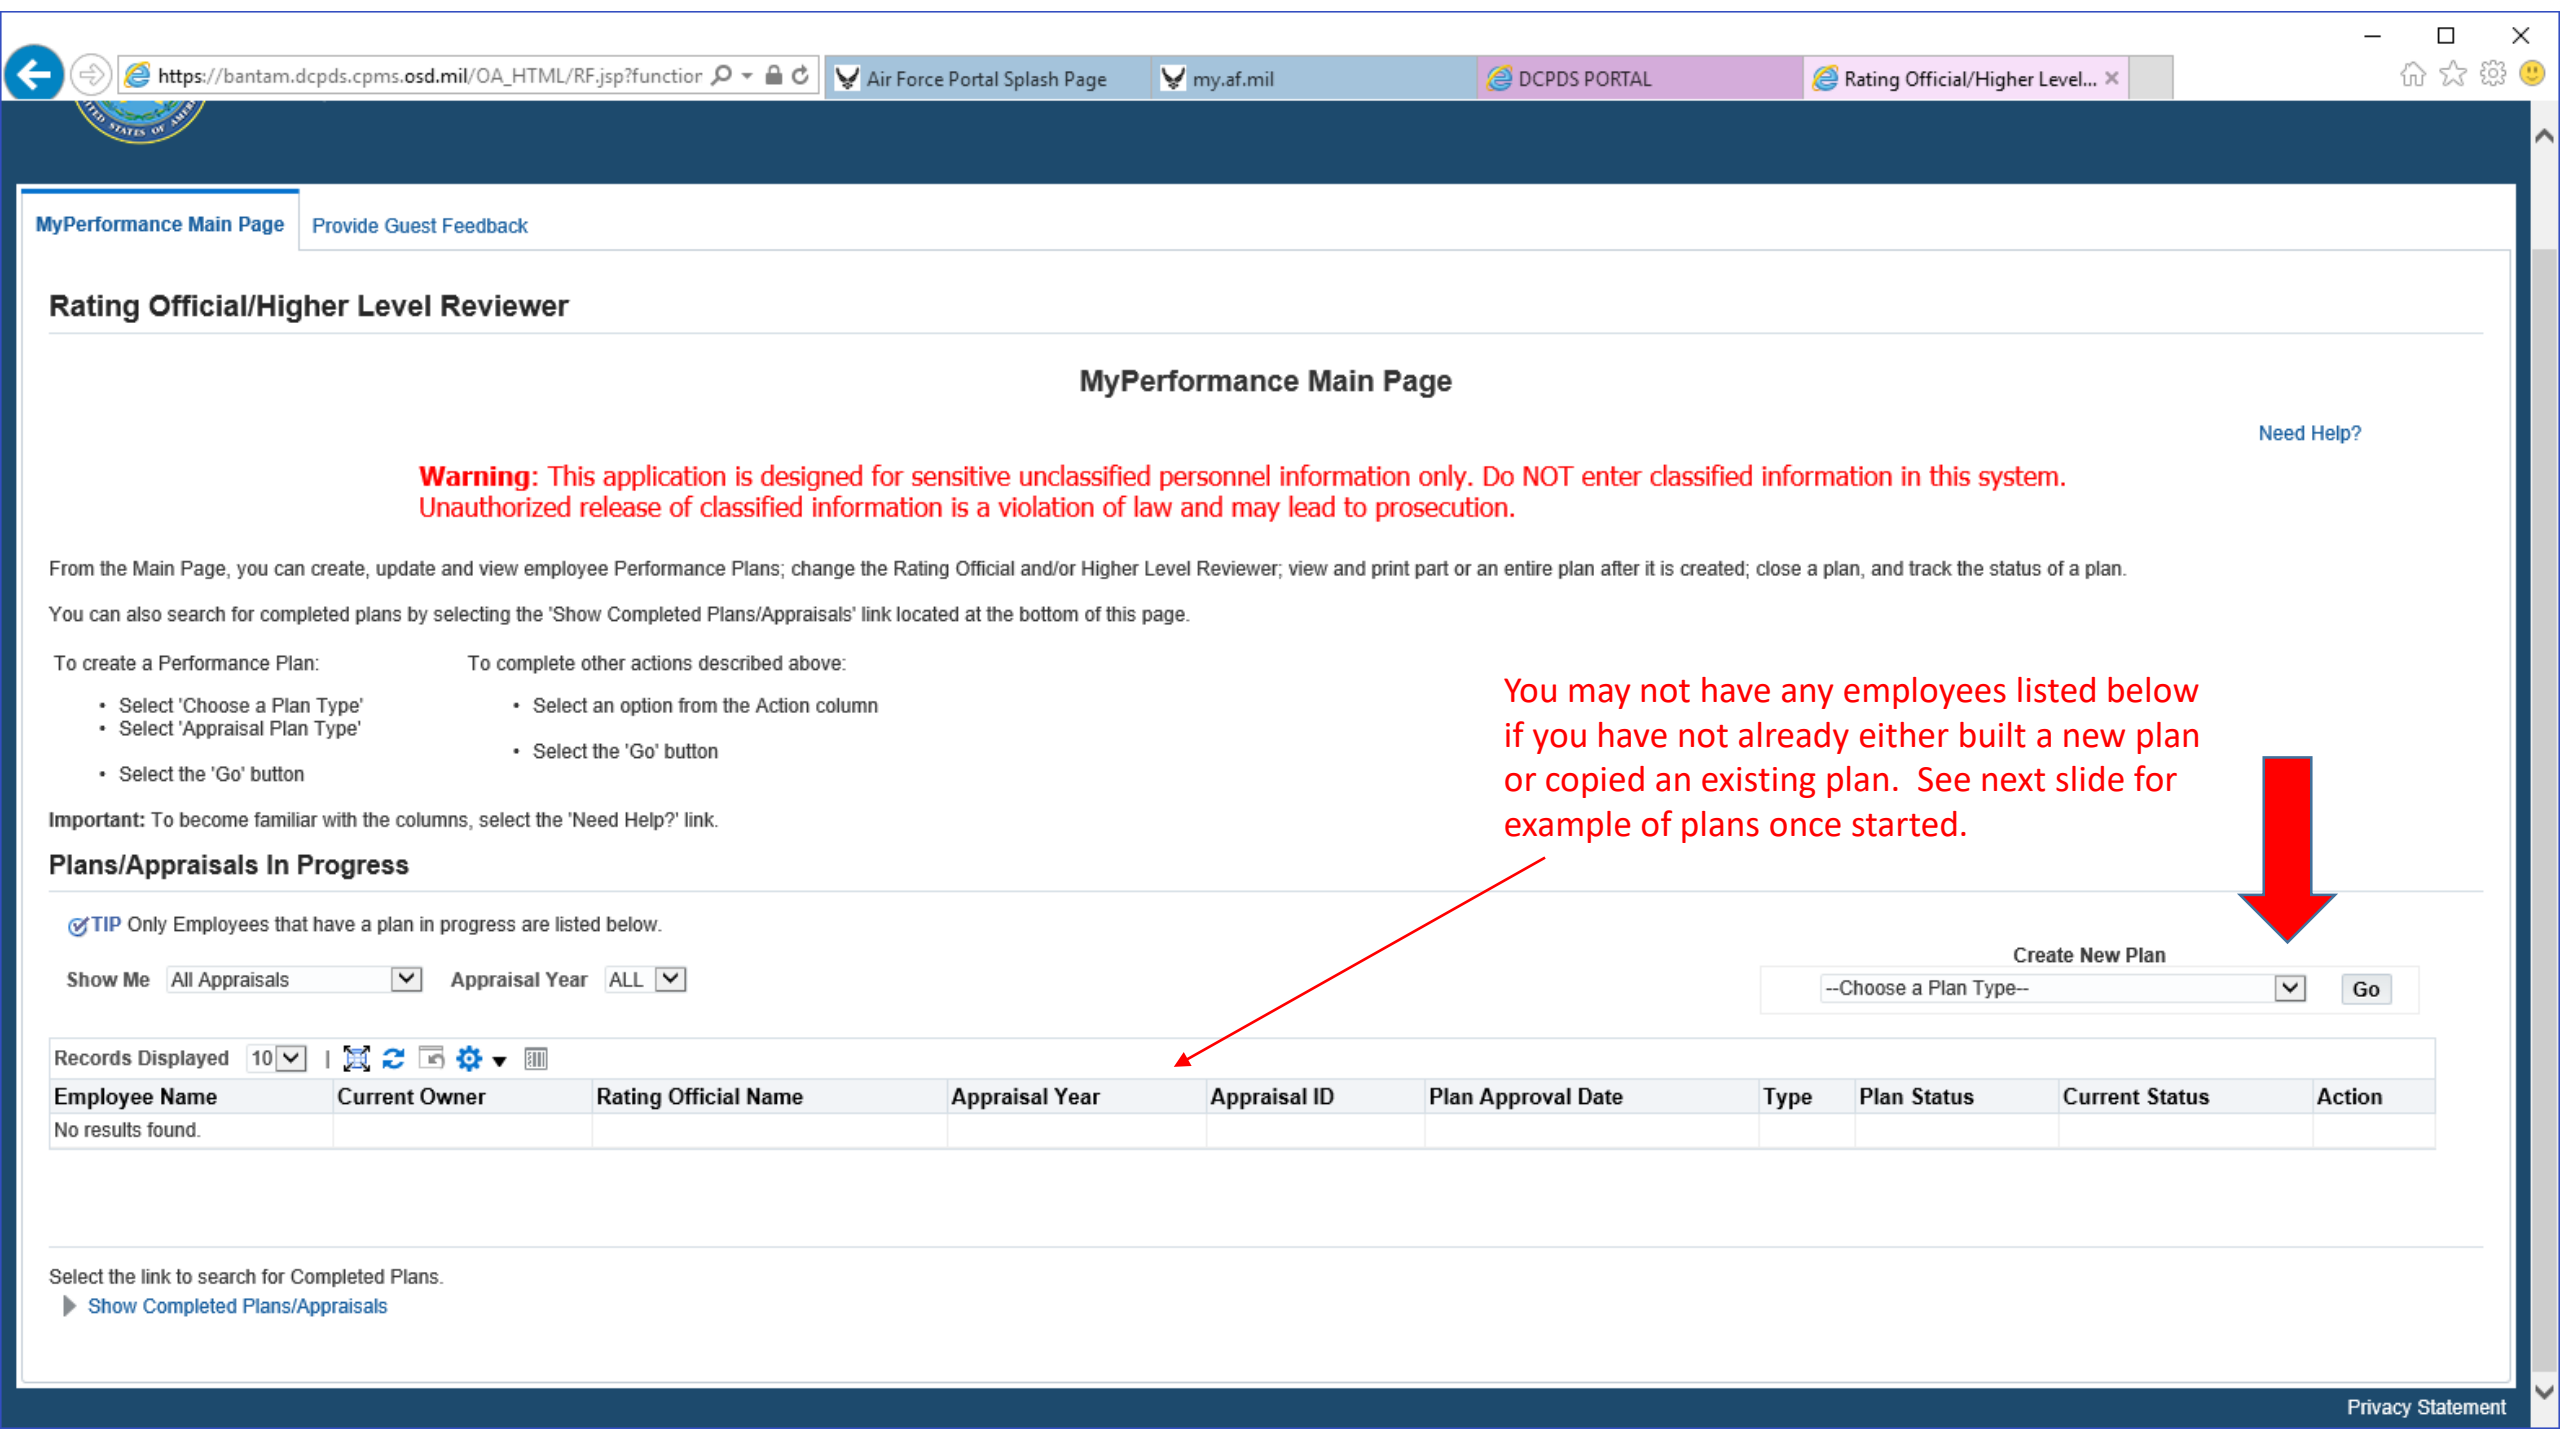 https://bantam.dcpds.cpms.osd.mil/OA_HTML/RF.jsp?function
Air Force Portal Splash Page
my.af.mil
DCPDS PORTAL
Rating Official/Higher Level...
UNITED STATES OF AMERICA
MyPerformance Main Page
Provide Guest Feedback
Rating Official/Higher Level Reviewer
MyPerformance Main Page
Need Help?
Warning: This application is designed for sensitive unclassified personnel information only. Do NOT enter classified information in this system.
Unauthorized release of classified information is a violation of law and may lead to prosecution.
From the Main Page, you can create, update and view employee Performance Plans; change the Rating Official and/or Higher Level Reviewer; view and print part or an entire plan after it is created; close a plan, and track the status of a plan.
You can also search for completed plans by selecting the 'Show Completed Plans/Appraisals' link located at the bottom of this page.
To create a Performance Plan:
• Select 'Choose a Plan Type'
• Select 'Appraisal Plan Type'
• Select the 'Go' button
To complete other actions described above:
• Select an option from the Action column
• Select the 'Go' button
You may not have any employees listed below
if you have not already either built a new plan
or copied an existing plan. See next slide for
example of plans once started.
Important: To become familiar with the columns, select the 'Need Help?' link.
Plans/Appraisals In Progress
TIP Only Employees that have a plan in progress are listed below.
Show Me All Appraisals Appraisal Year ALL
Create New Plan
--Choose a Plan Type-- Go
Records Displayed 10 |
Employee Name Current Owner Rating Official Name Appraisal Year Appraisal ID Plan Approval Date Type Plan Status Current Status Action
No results found.
Select the link to search for Completed Plans.
Show Completed Plans/Appraisals
Privacy Statement